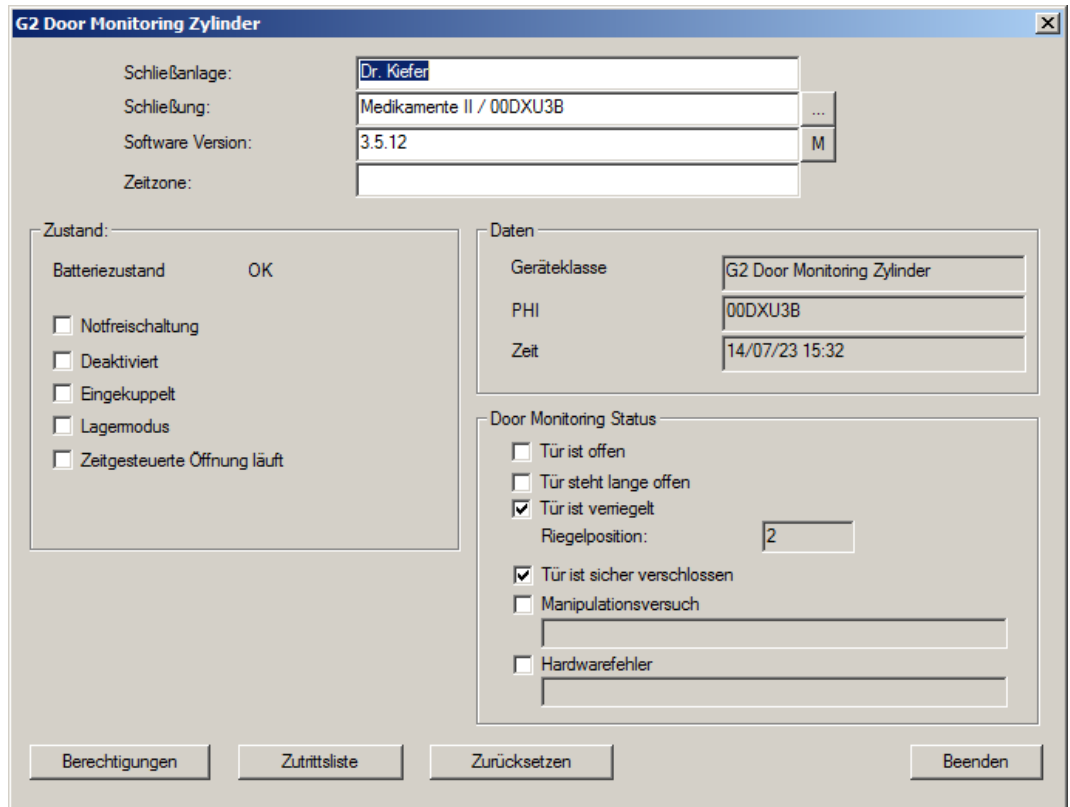 G2 Door Monitoring Zylinder
Schließanlage: Dr. Kiefer
Schließung: Medikamente II / 00DXU3B ...
Software Version: 3.5.12 M
Zeitzone:
Zustand:
Batteriezustand OK
Notfreischaltung
Deaktiviert
Eingekuppelt
Lagermodus
Zeitgesteuerte Öffnung läuft
Daten
Geräteklasse G2 Door Monitoring Zylinder
PHI 00DXU3B
Zeit 14/07/23 15:32
Door Monitoring Status
Tür ist offen
Tür steht lange offen
Tür ist verriegelt
Riegelposition: 2
Tür ist sicher verschlossen
Manipulationsversuch
Hardwarefehler
Berechtigungen Zutrittsliste Zurücksetzen Beenden